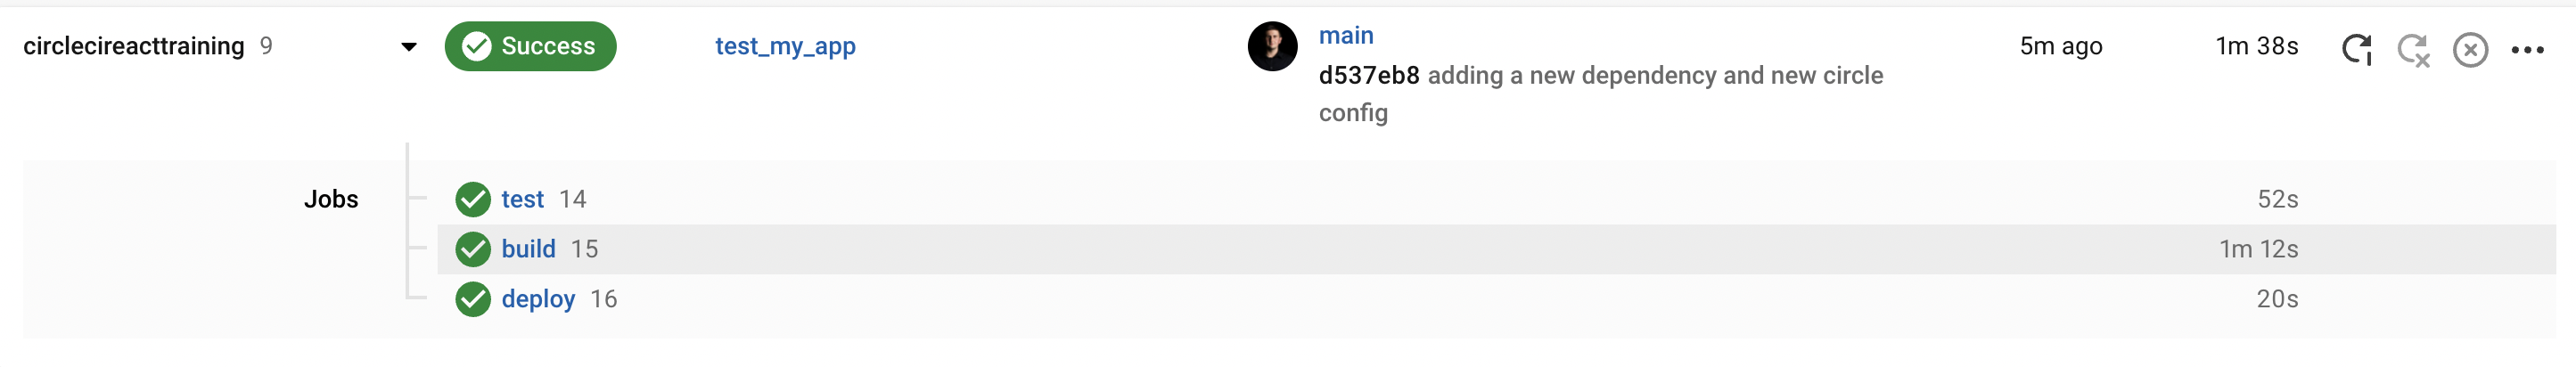 circlecireacttraining 9 Success test_my_app main 5m ago 1m 38s
d537eb8 adding a new dependency and new circle
config
Jobs test 14 52s
build 15 1m 12s
deploy 16 20s